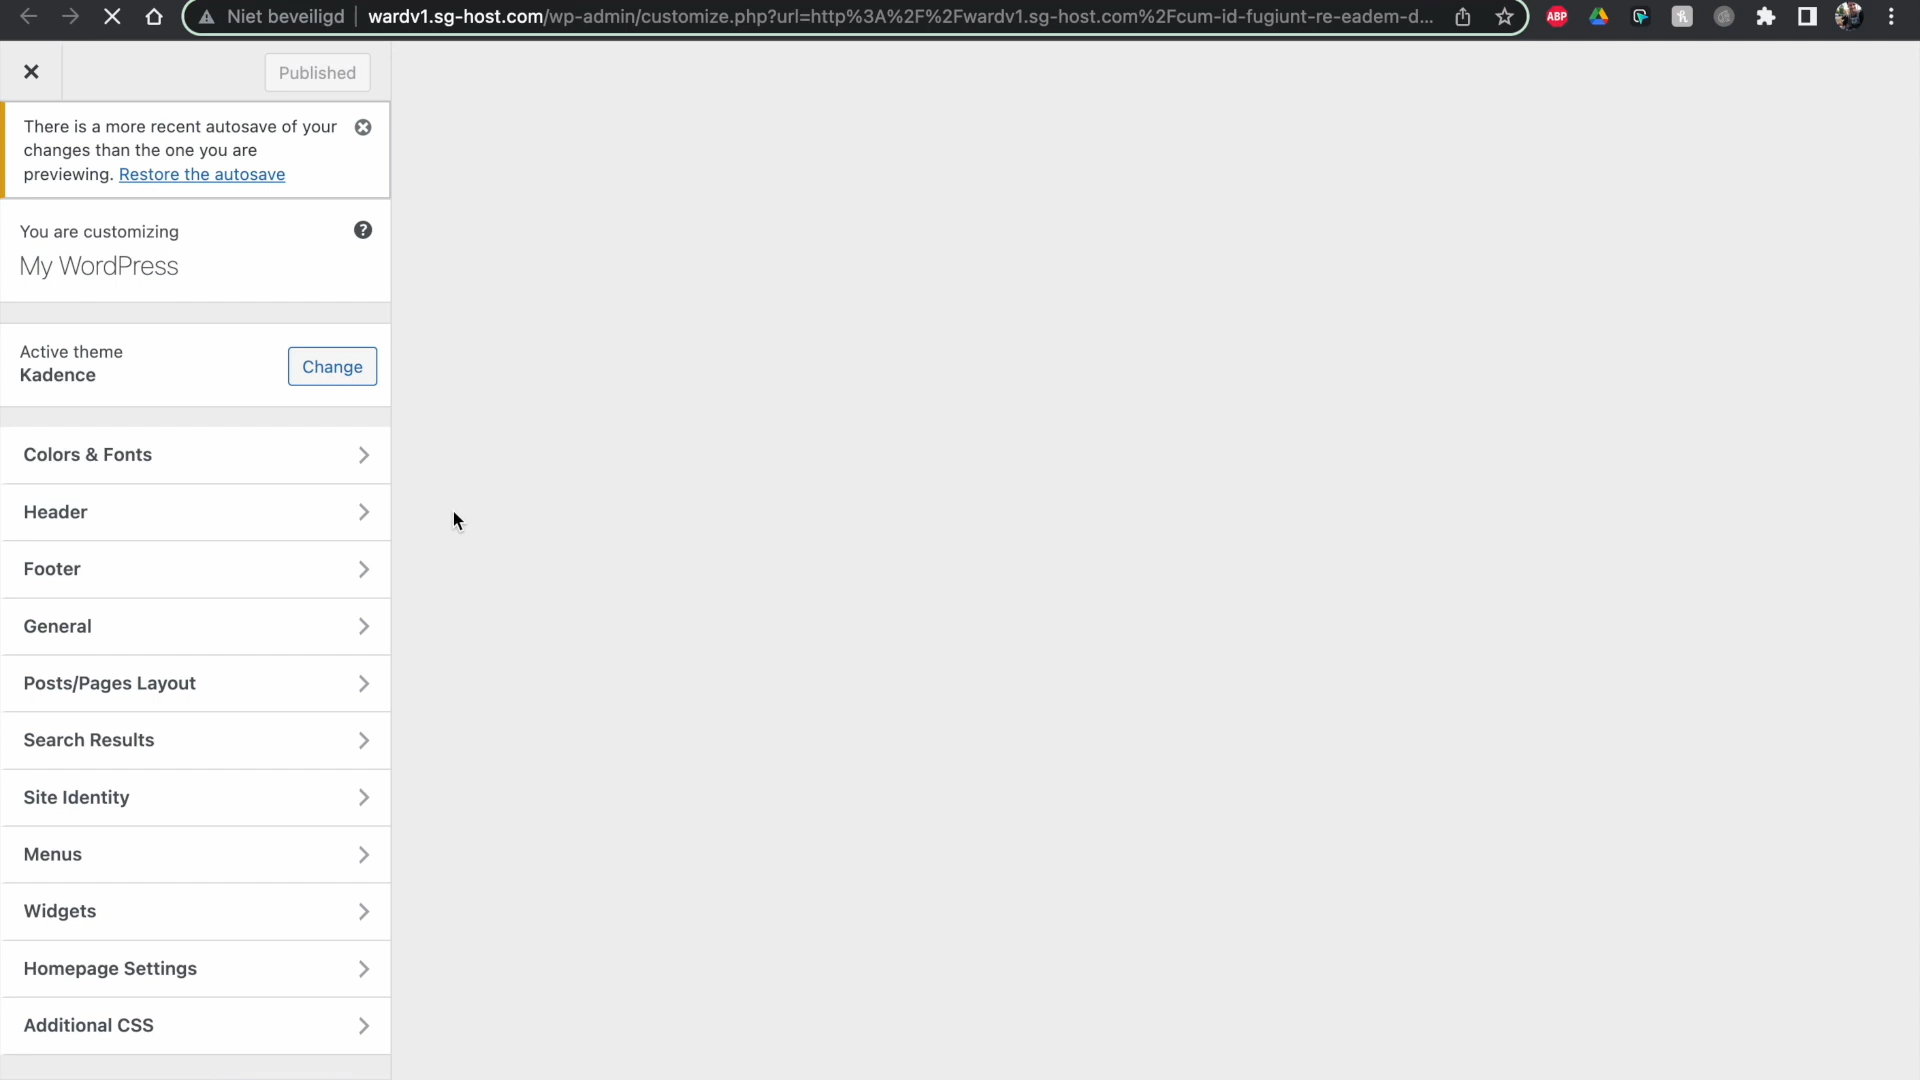 Niet beveiligd
wardv1.sg-host.com/wp-admin/customize.php?url=http%3A%2F%2Fwardv1.sg-host.com%2Fcum-id-fugiunt-re-eadem-d...
ABP
Published
There is a more recent autosave of your
changes than the one you are
previewing. Restore the autosave
You are customizing
My WordPress
Active theme
Kadence
Change
Colors & Fonts
Header
Footer
General
Posts/Pages Layout
Search Results
Site Identity
Menus
Widgets
Homepage Settings
Additional CSS